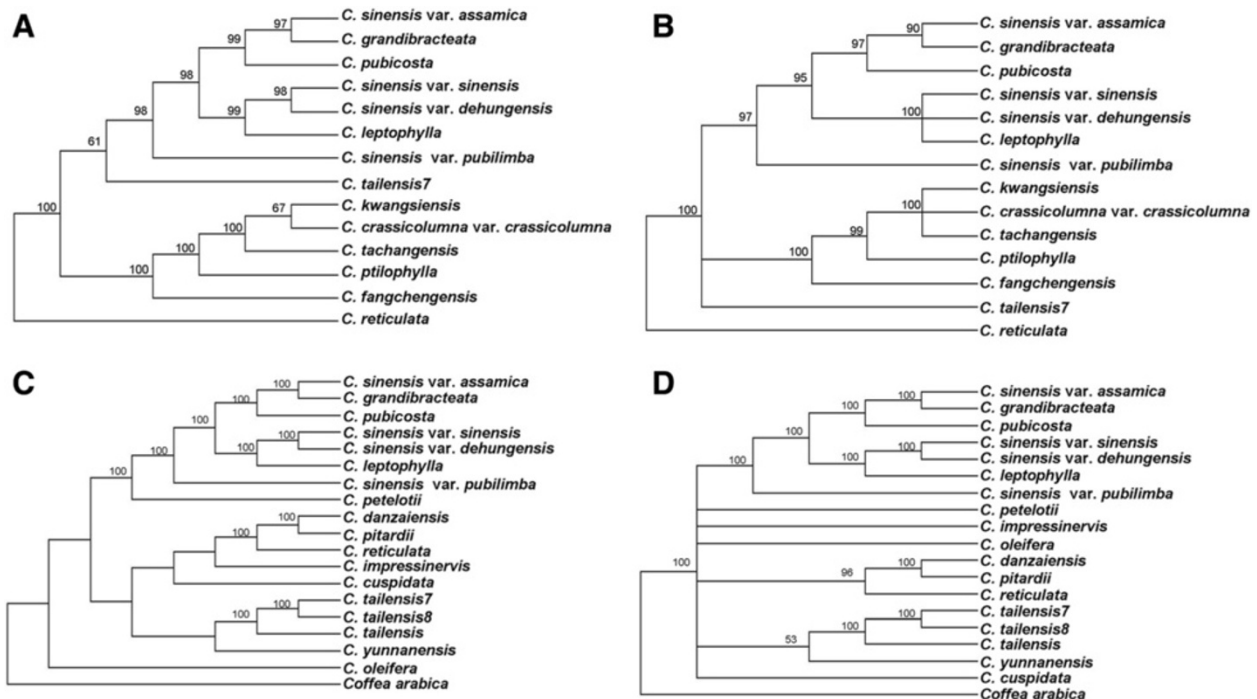 A
97
C. sinensis var. assamica
99
C. grandibracteata
98
C. pubicosta
98
98
C. sinensis var. sinensis
99
C. sinensis var. dehungensis
C. leptophylla
61
C. sinensis var. pubilimba
C. tailensis7
100
67
C. kwangsiensis
100
C. crassicolumna var. crassicolumna
100
C. tachangensis
100
C. ptilophylla
C. fangchengensis
C. reticulata
B
90
C. sinensis var. assamica
97
C. grandibracteata
95
C. pubicosta
97
100
C. sinensis var. sinensis
C. sinensis var. dehungensis
C. leptophylla
C. sinensis var. pubilimba
100
100
C. kwangsiensis
99
C. crassicolumna var. crassicolumna
100
C. tachangensis
C. ptilophylla
C. fangchengensis
C. tailensis7
C. reticulata
C
100
C. sinensis var. assamica
100
C. grandibracteata
100
C. pubicosta
100
100
C. sinensis var. sinensis
100
C. sinensis var. dehungensis
100
C. leptophylla
C. sinensis var. pubilimba
C. petelotii
100
C. danzaiensis
100
C. pitardii
C. reticulata
C. impressinervis
C. cuspidata
100
C. tailensis7
100
C. tailensis8
C. tailensis
C. yunnanensis
C. oleifera
Coffea arabica
D
100
C. sinensis var. assamica
100
C. grandibracteata
100
C. pubicosta
100
100
C. sinensis var. sinensis
100
C. sinensis var. dehungensis
C. leptophylla
C. sinensis var. pubilimba
C. petelotii
C. impressinervis
C. oleifera
100
100
C. danzaiensis
96
C. pitardii
C. reticulata
100
C. tailensis7
100
C. tailensis8
53
C. tailensis
C. yunnanensis
C. cuspidata
Coffea arabica